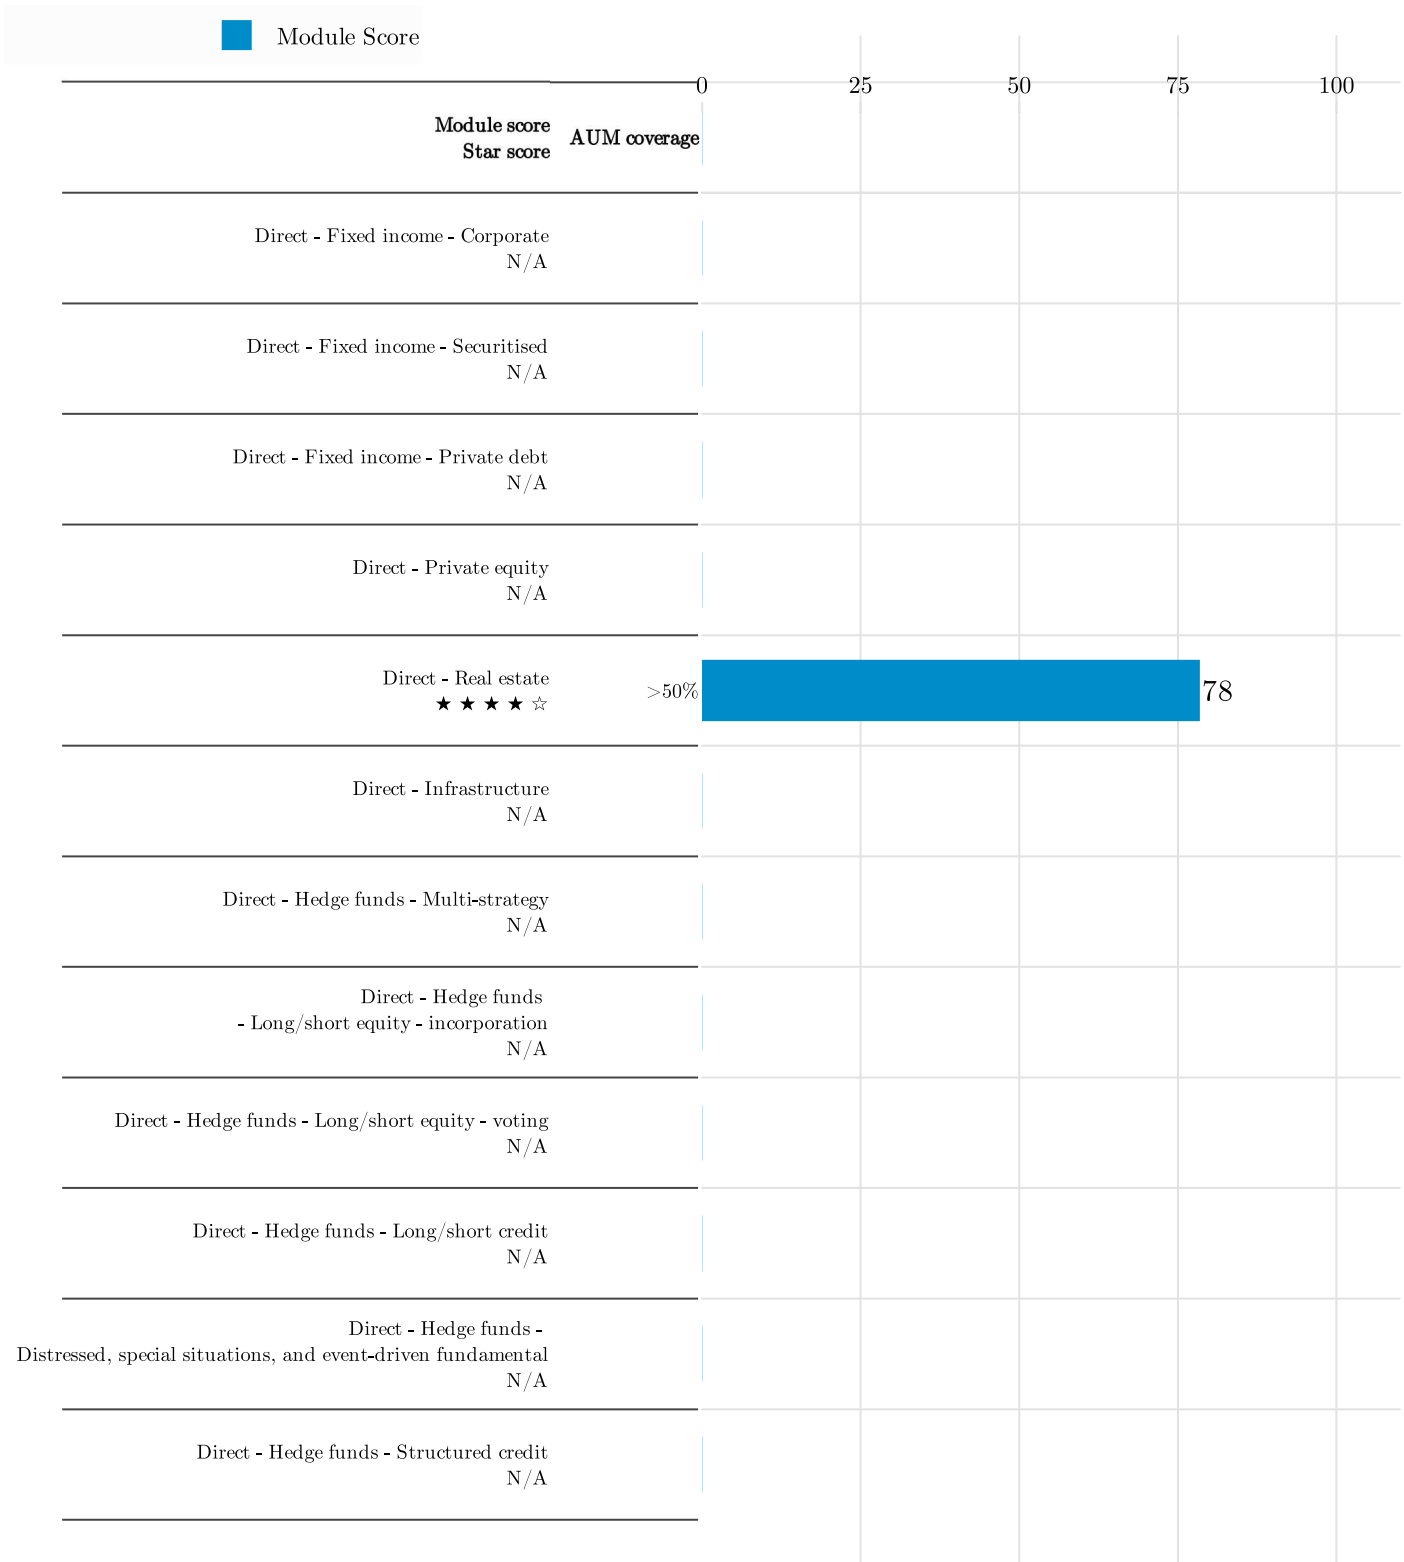 Module Score
0 25 50 75 100
Module score
Star score
AUM coverage
Direct - Fixed income - Corporate
N/A
Direct - Fixed income - Securitised
N/A
Direct - Fixed income - Private debt
N/A
Direct - Private equity
N/A
Direct - Real estate
★ ★ ★ ★ ☆
>50%
78
Direct - Infrastructure
N/A
Direct - Hedge funds - Multi-strategy
N/A
Direct - Hedge funds
- Long/short equity - incorporation
N/A
Direct - Hedge funds - Long/short equity - voting
N/A
Direct - Hedge funds - Long/short credit
N/A
Direct - Hedge funds -
Distressed, special situations, and event-driven fundamental
N/A
Direct - Hedge funds - Structured credit
N/A